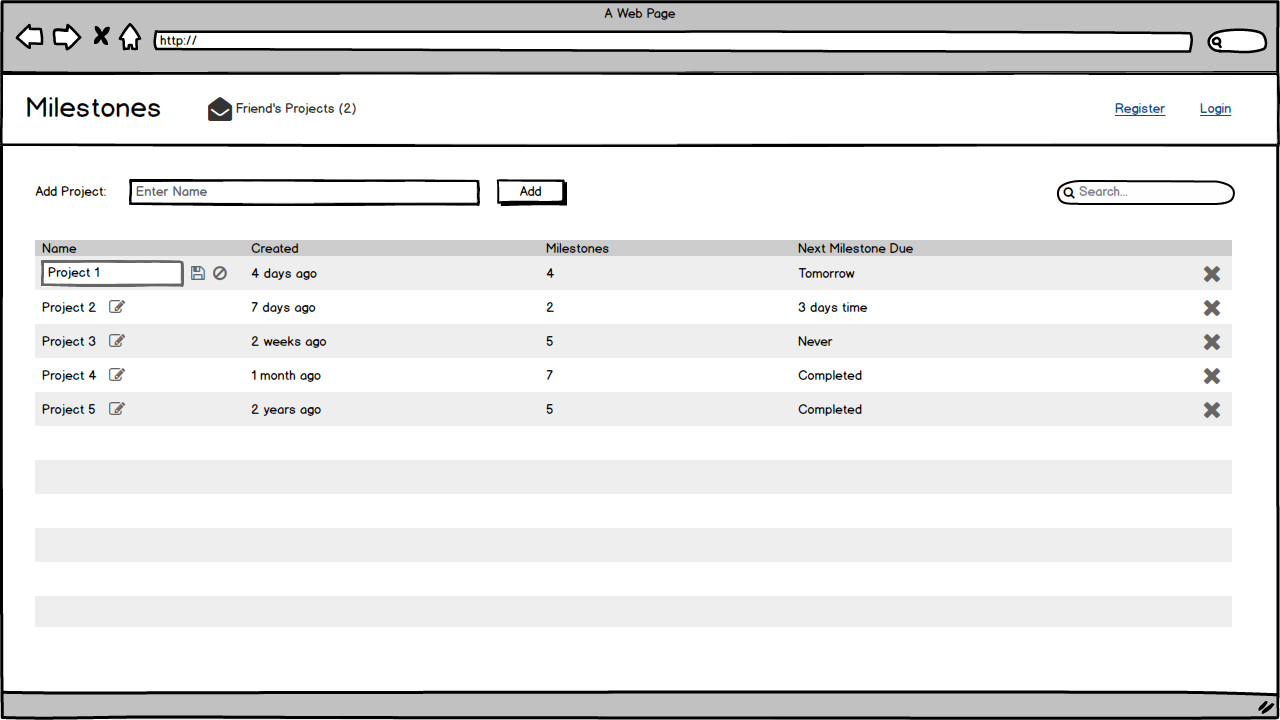 A Web Page
http://
Milestones Friend's Projects (2) Register Login
Add Project: Enter Name Add Search...
Name Created Milestones Next Milestone Due
Project 1 4 days ago 4 Tomorrow
Project 2 7 days ago 2 3 days time
Project 3 2 weeks ago 5 Never
Project 4 1 month ago 7 Completed
Project 5 2 years ago 5 Completed